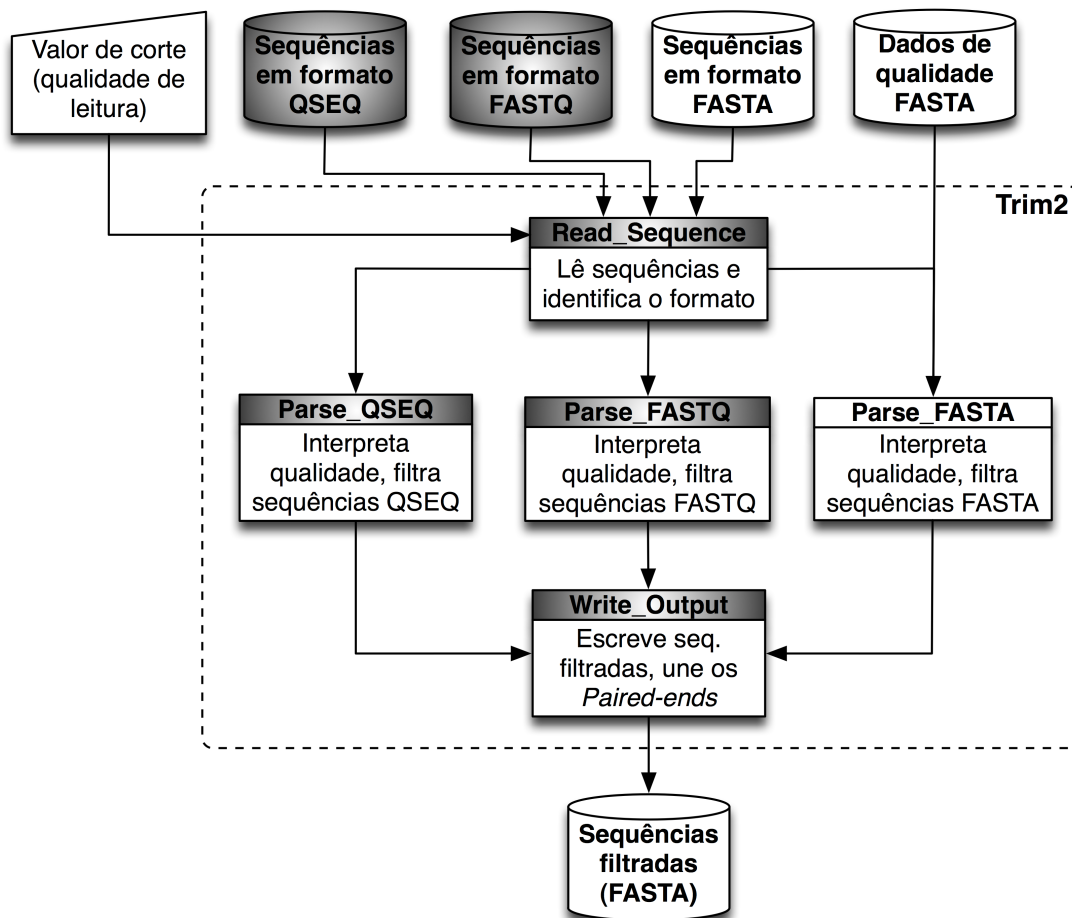 Valor de corte
(qualidade de
leitura)
Sequências
em formato
QSEQ
Sequências
em formato
FASTQ
Sequências
em formato
FASTA
Dados de
qualidade
FASTA
Trim2
Read_Sequence
Lê sequências e
identifica o formato
Parse_QSEQ
Interpreta
qualidade, filtra
sequências QSEQ
Parse_FASTQ
Interpreta
qualidade, filtra
sequências FASTQ
Parse_FASTA
Interpreta
qualidade, filtra
sequências FASTA
Write_Output
Escreve seq.
filtradas, une os
Paired-ends
Sequências
filtradas
(FASTA)